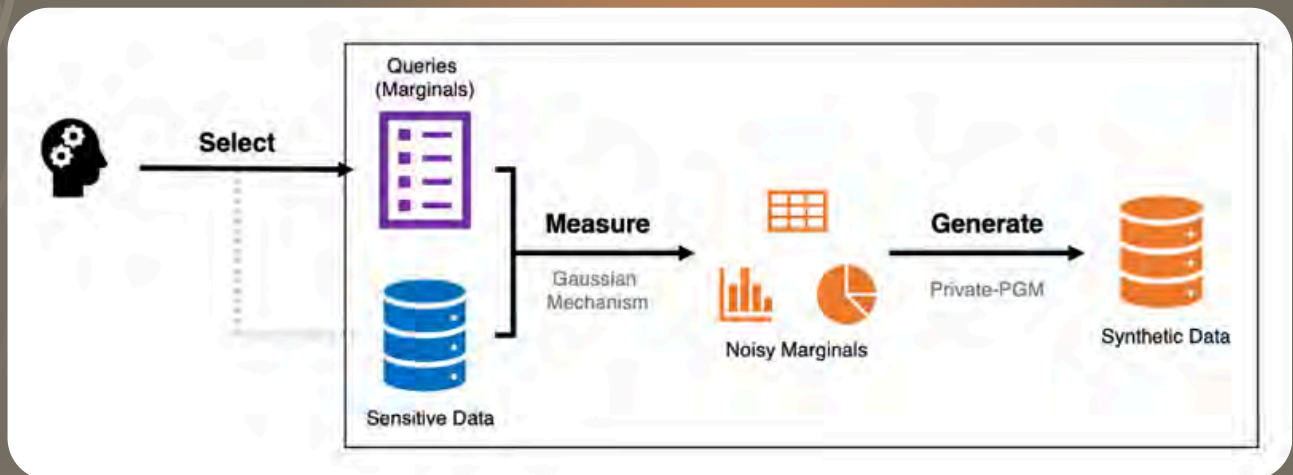 Queries
(Marginals)
Select
Measure
Gaussian
Mechanism
Generate
Private-PGM
Noisy Marginals
Synthetic Data
Sensitive Data